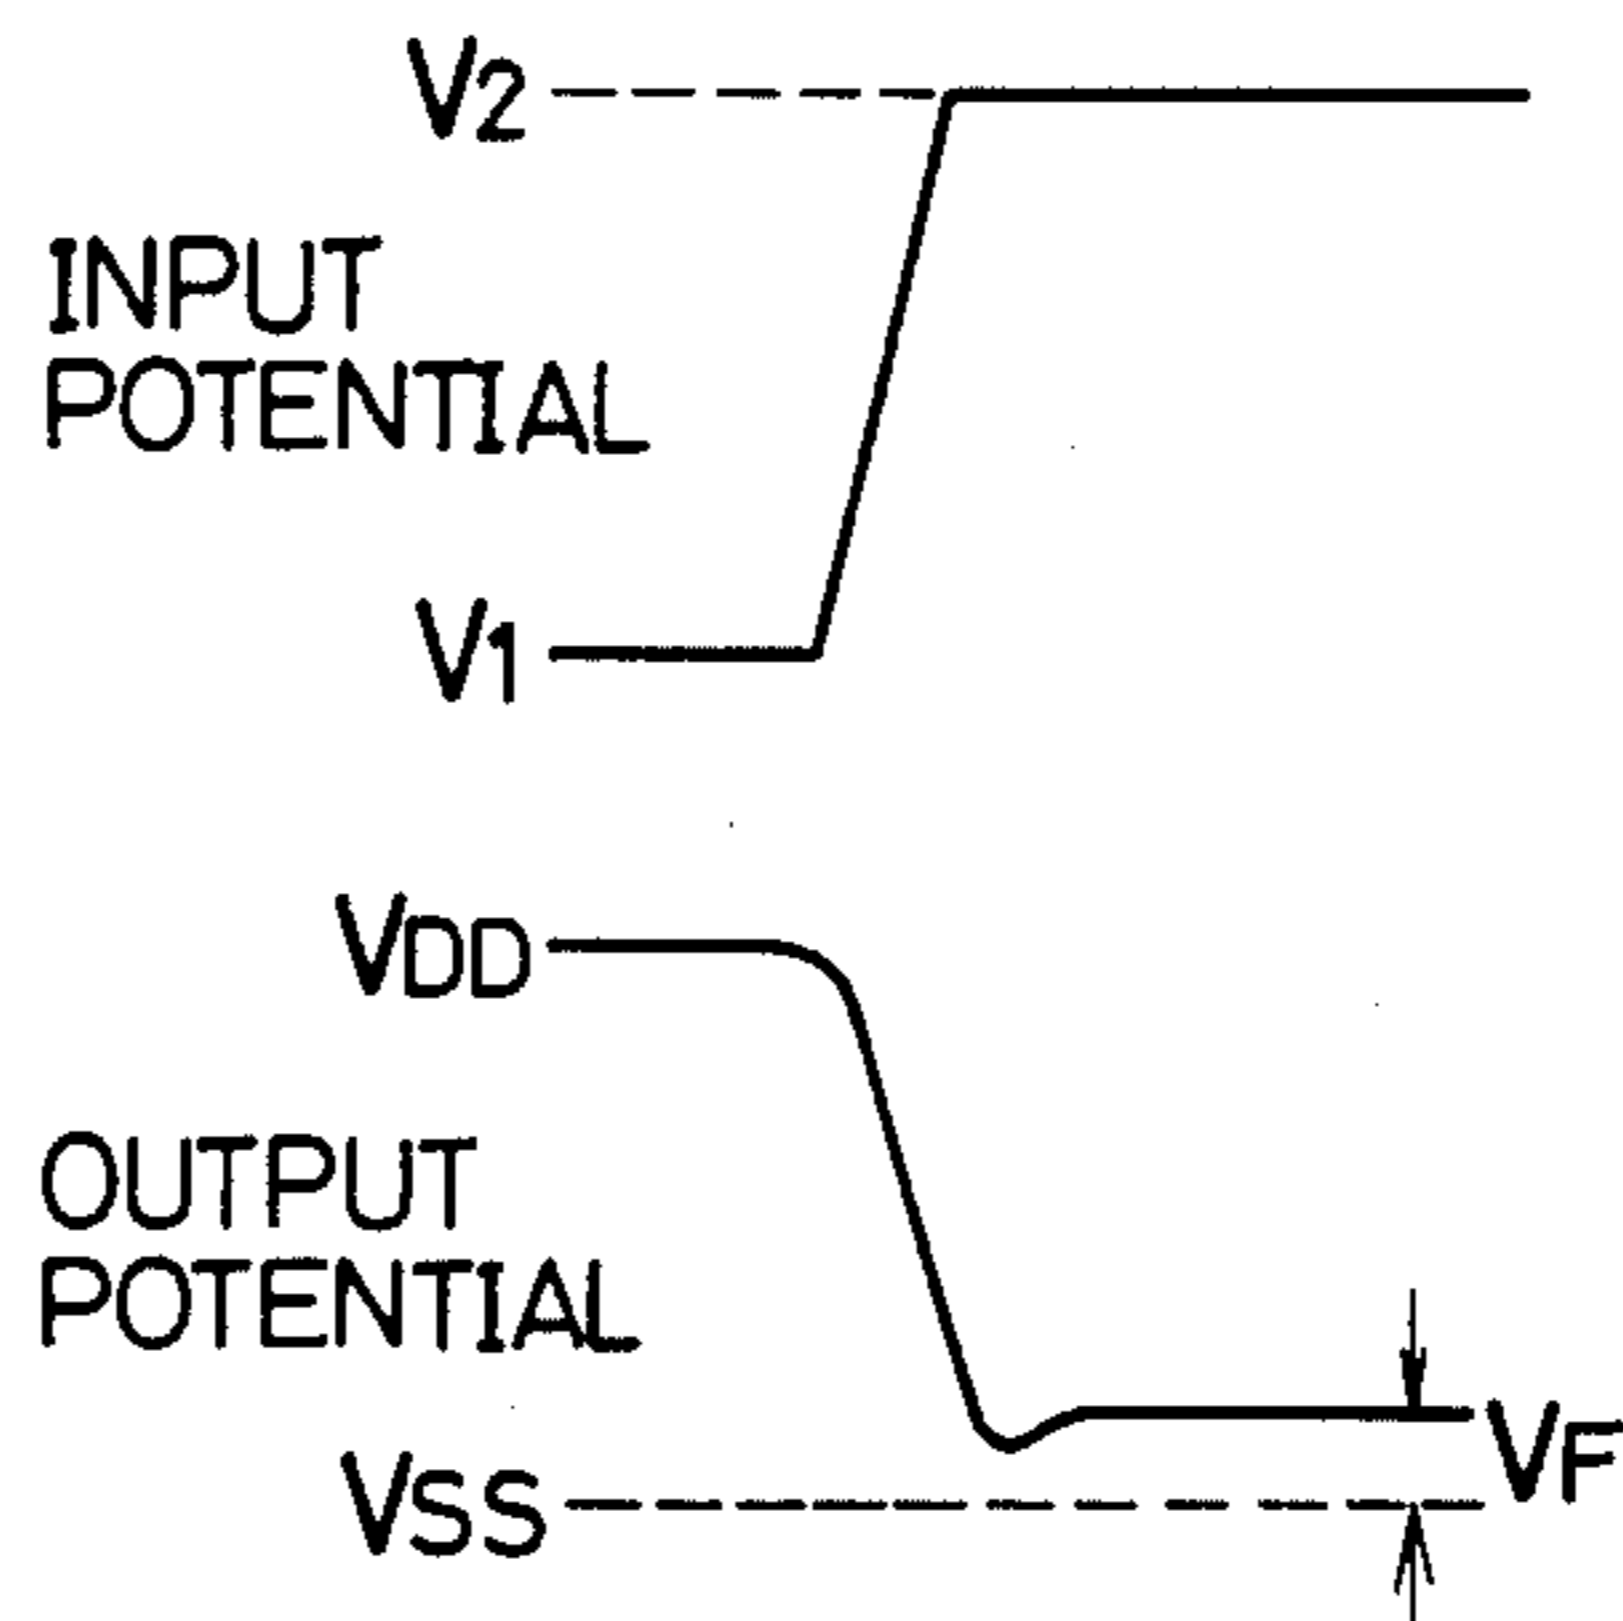 V2
INPUT
POTENTIAL
V1
VDD
OUTPUT
POTENTIAL
VF
VSS